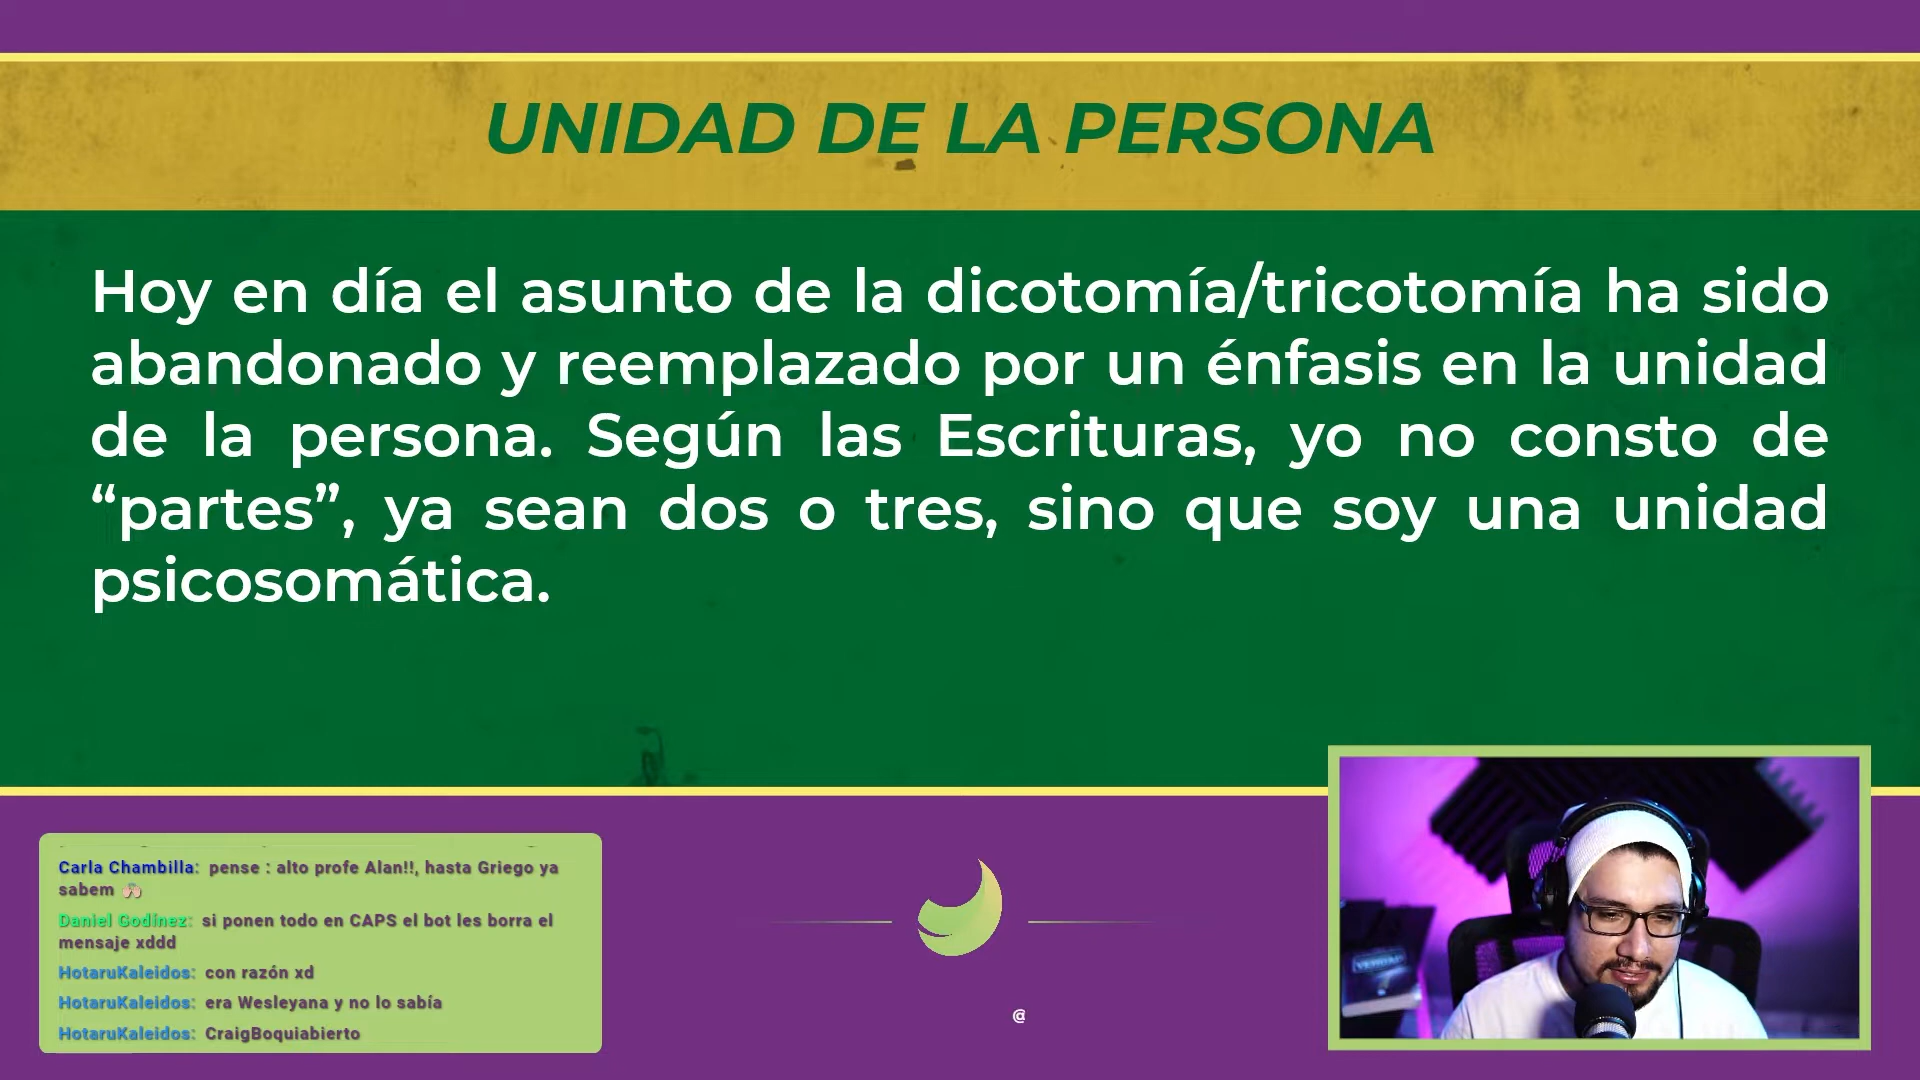 UNIDAD DE LA PERSONA
Hoy en día el asunto de la dicotomía/tricotomía ha sido
abandonado y reemplazado por un énfasis en la unidad
de la persona. Según las Escrituras, yo no consto de
“partes”, ya sean dos o tres, sino que soy una unidad
psicosomática.
Carla Chambilla: pense : alto profe Alan!!, hasta Griego ya
sabem
Daniel Godínez: si ponen todo en CAPS el bot les borra el
mensaje xddd
HotaruKaleidos: con razón xd
HotaruKaleidos: era Wesleyana y no lo sabía
HotaruKaleidos: CraigBoquiabierto
@
VERDAD